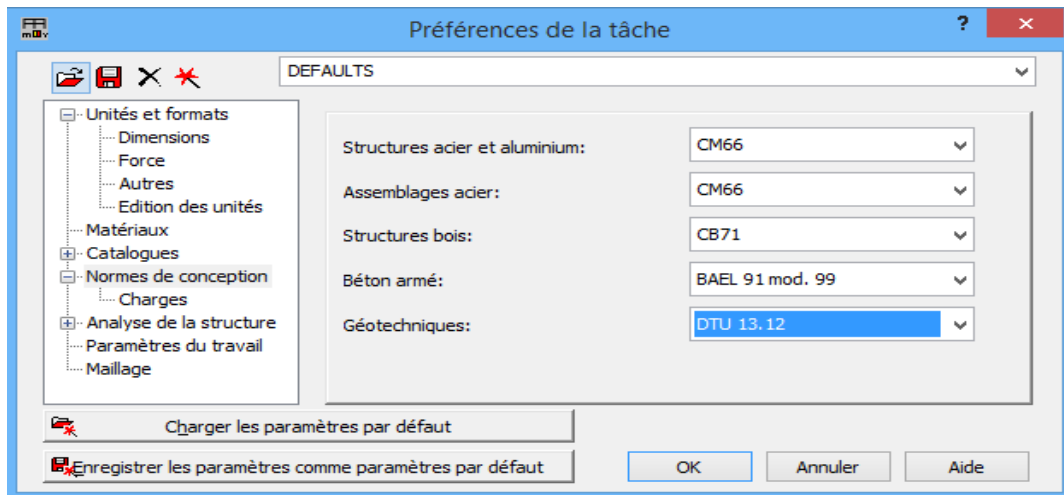 Préférences de la tâche
?
DEFAULTS
Unités et formats
Dimensions
Force
Autres
Edition des unités
Matériaux
Catalogues
Normes de conception
Charges
Analyse de la structure
Paramètres du travail
Maillage
Structures acier et aluminium: CM66
Assemblages acier: CM66
Structures bois: CB71
Béton armé: BAEL 91 mod. 99
Géotechniques: DTU 13.12
Charger les paramètres par défaut
Enregistrer les paramètres comme paramètres par défaut
OK Annuler Aide